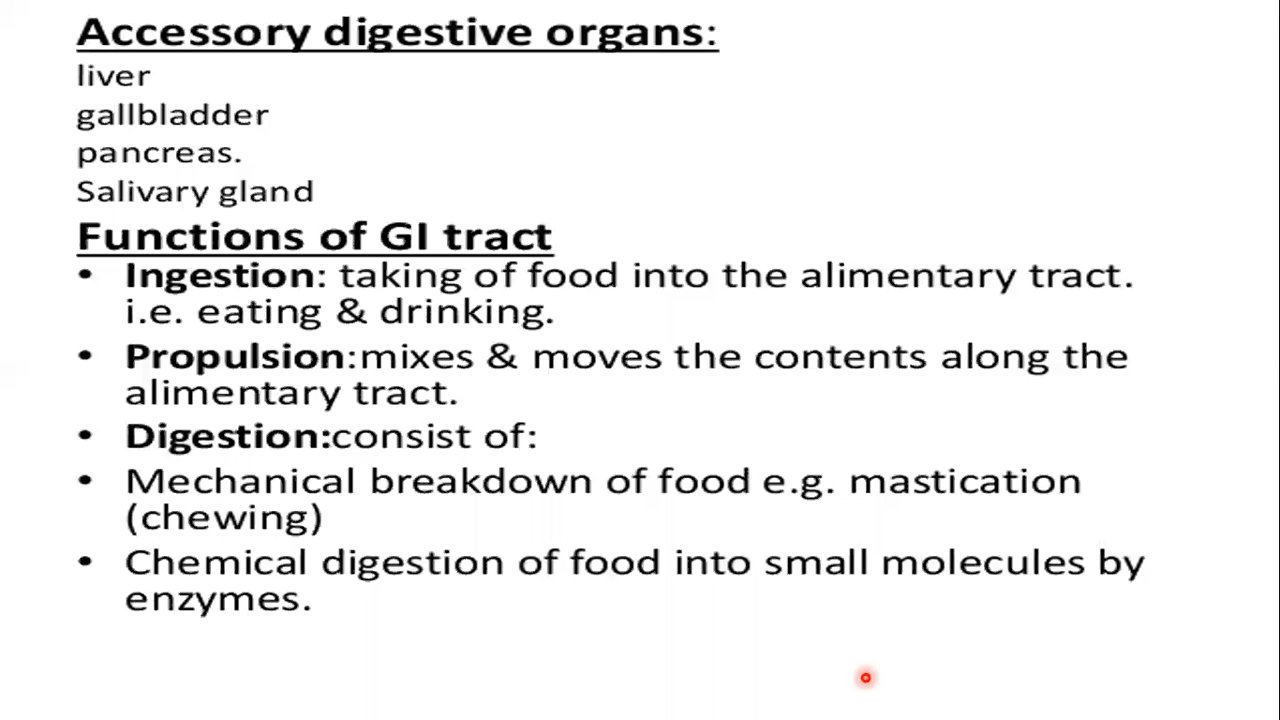 Accessory digestive organs:
liver
gallbladder
pancreas.
Salivary gland
Functions of GI tract
• Ingestion: taking of food into the alimentary tract.
i.e. eating & drinking.
• Propulsion:mixes & moves the contents along the
alimentary tract.
• Digestion:consist of:
• Mechanical breakdown of food e.g. mastication
(chewing)
• Chemical digestion of food into small molecules by
enzymes.